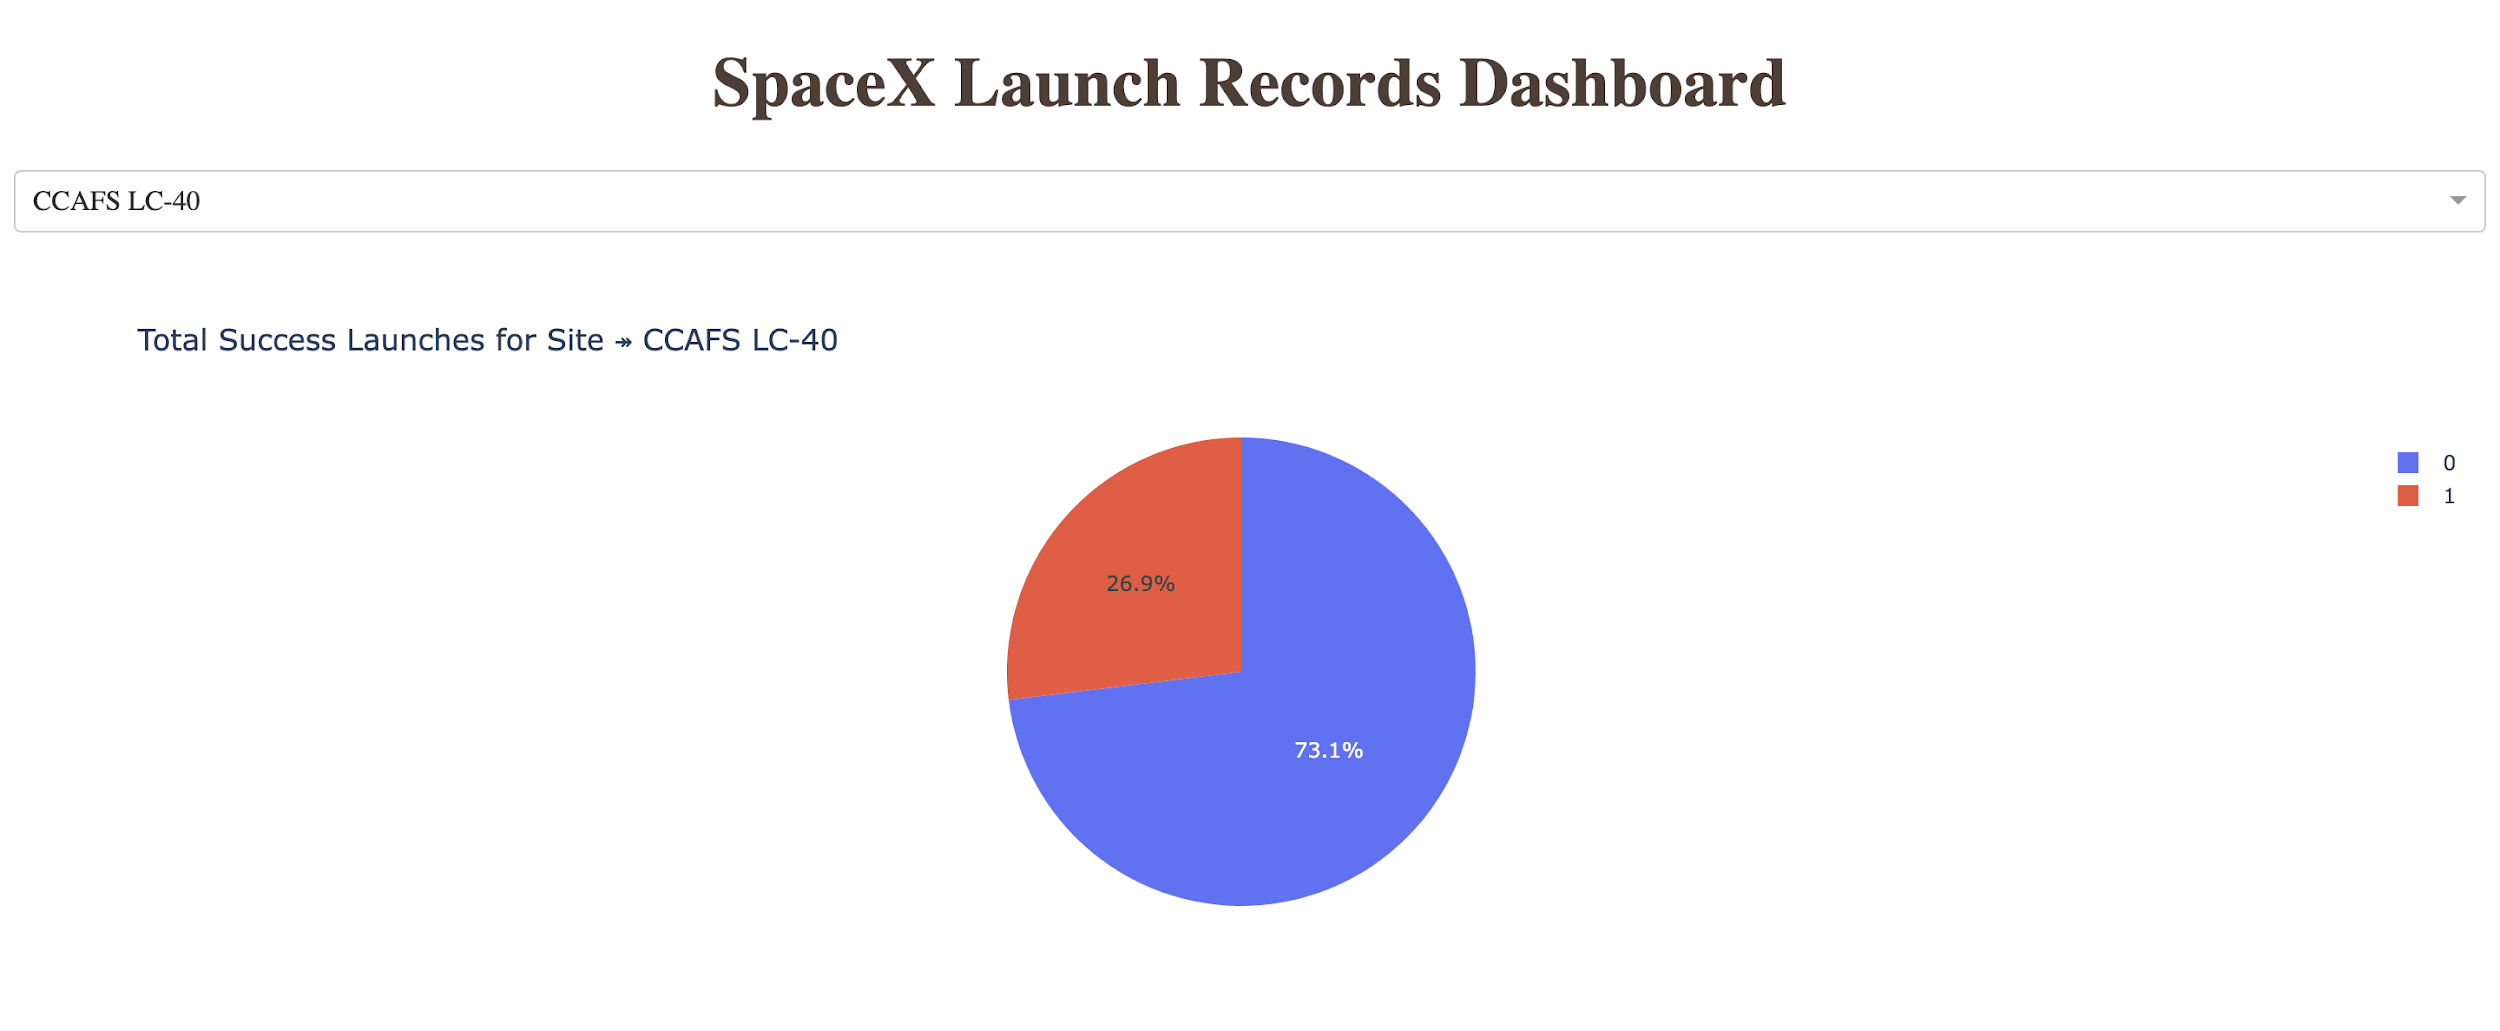 SpaceX Launch Records Dashboard
CCAFS LC-40
Total Success Launches for Site ↠ CCAFS LC-40
0
1
26.9%
73.1%